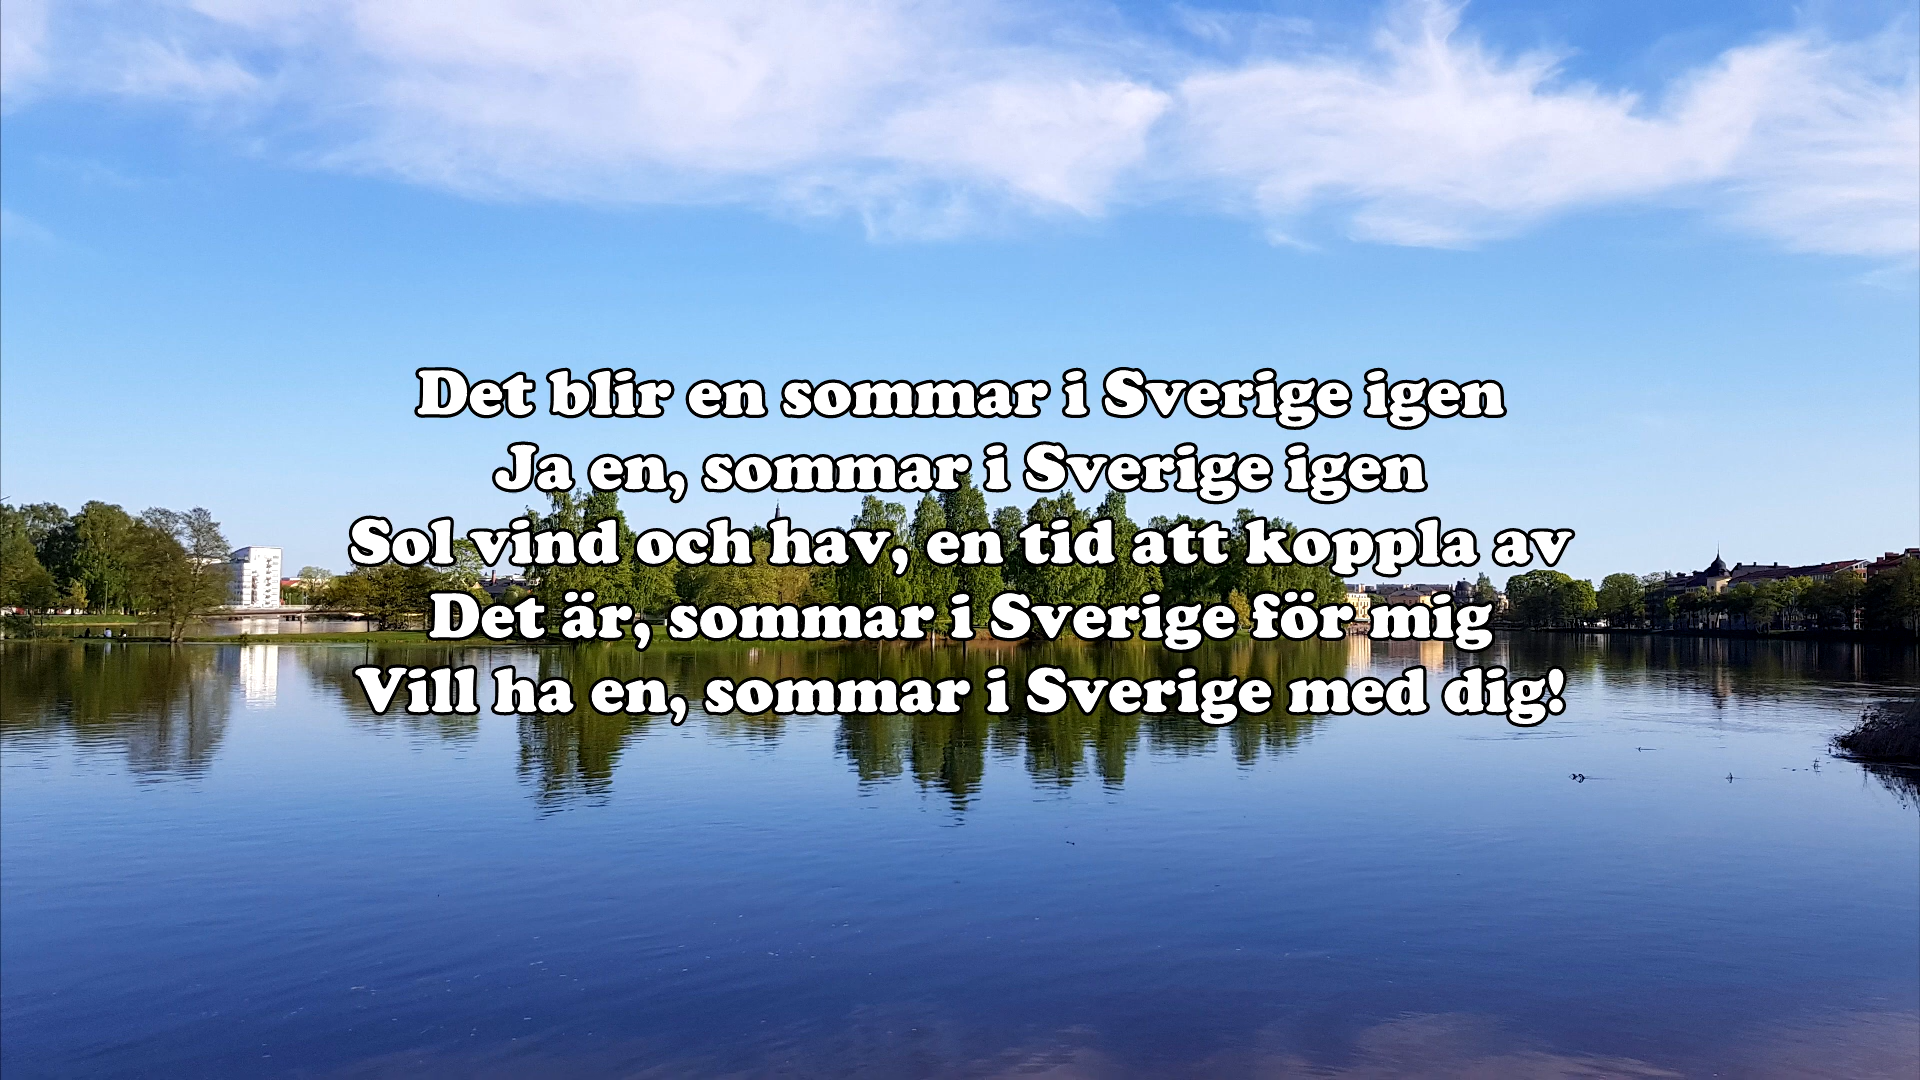 Det blir en sommar i Sverige igen
Ja en, sommar i Sverige igen
Sol vind och hav, en tid att koppla av
Det är, sommar i Sverige för mig
Vill ha en, sommar i Sverige med dig!